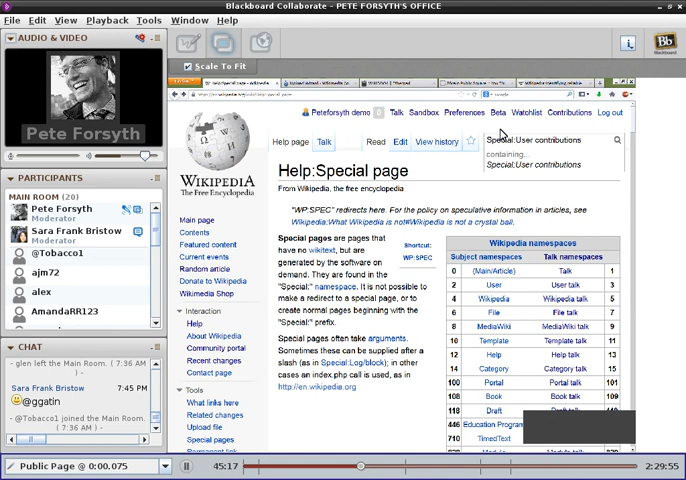 Blackboard Collaborate - PETE FORSYTH'S OFFICE
File Edit View Playback Tools Window Help
AUDIO & VIDEO
Pete Forsyth
PARTICIPANTS
MAIN ROOM (20)
Pete Forsyth
Moderator
Sara Frank Bristow
Moderator
@Tobacco1
ajm72
alex
AmandaRR123
CHAT
- glen left the Main Room. ( 7:36 AM
) -
Sara Frank Bristow 7:45 PM
@ggatin
- @Tobacco1 joined the Main Room. (
7:36 AM ) -
Scale To Fit
i
Bb
Peteforsyth demo 0 Talk Sandbox Preferences Beta Watchlist Contributions Log out
Help page Talk Read Edit View history
Special:User contributions
containing...
Special:User contributions
WIKIPEDIA
The Free Encyclopedia
Main page
Contents
Featured content
Current events
Random article
Donate to Wikipedia
Wikimedia Shop
Interaction
Help
About Wikipedia
Community portal
Recent changes
Contact page
Tools
What links here
Related changes
Upload file
Special pages
Help:Special page
From Wikipedia, the free encyclopedia
"WP:SPEC" redirects here. For the policy on speculative information in articles, see
Wikipedia:What Wikipedia is not#Wikipedia is not a crystal ball.
Special pages are pages that
have no wikitext, but are
generated by the software on
demand. They are found in the
"Special:" namespace. It is not possible to
make a redirect to a special page, or to
create normal pages beginning with the
"Special:" prefix.
Special pages often take arguments.
Sometimes these can be supplied after a
slash (as in Special:Log/block); in other
cases an index.php call is used, as in
http://en.wikipedia.org
Shortcut:
WP:SPEC
Wikipedia namespaces
Subject namespaces Talk namespaces
0 (Main/Article) Talk 1
2 User User talk 3
4 Wikipedia Wikipedia talk 5
6 File File talk 7
8 MediaWiki MediaWiki talk 9
10 Template Template talk 11
12 Help Help talk 13
14 Category Category talk 15
100 Portal Portal talk 101
108 Book Book talk 109
118 Draft Draft talk
446 Education Program
710 TimedText
Public Page @ 0:00.075
45:17
2:29:55